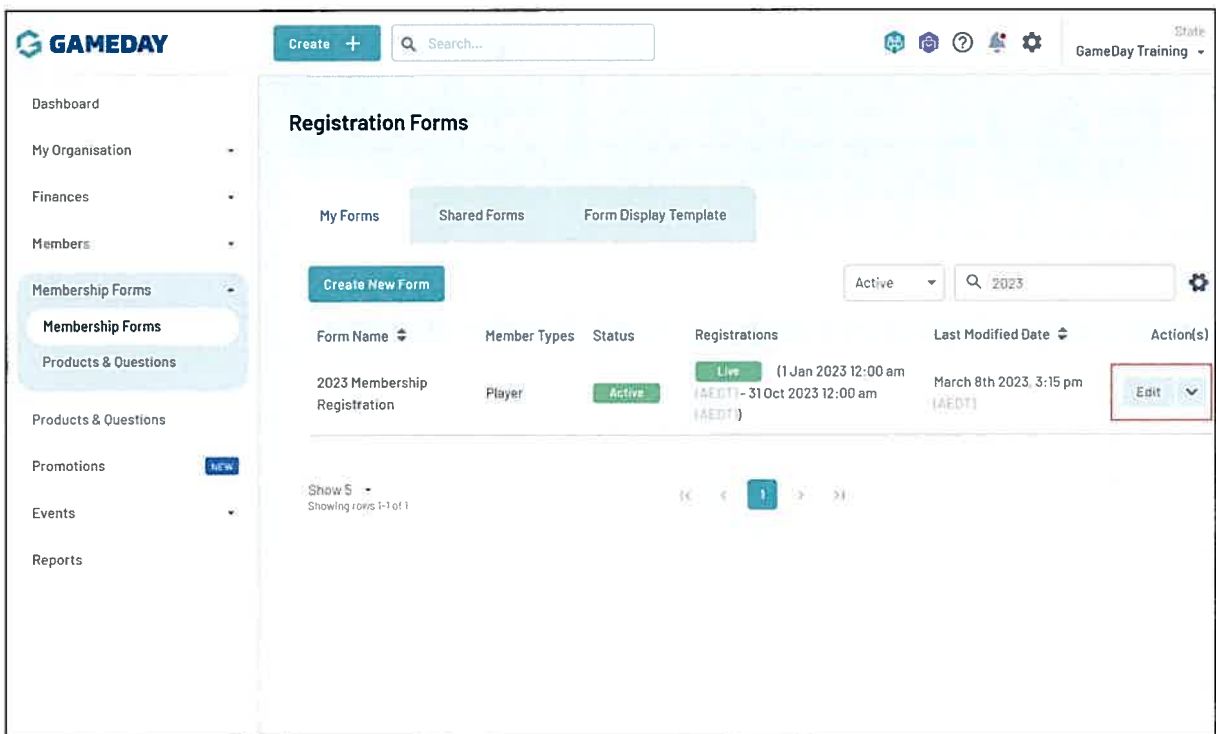 GAMEDAY
Create +
Search...
State
GameDay Training
Dashboard
My Organisation
Finances
Members
Membership Forms
Membership Forms
Products & Questions
Products & Questions
Promotions
NEW
Events
Reports
Registration Forms
My Forms
Shared Forms
Form Display Template
Create New Form
Active
2023
Form Name
Member Types
Status
Registrations
Last Modified Date
Action(s)
2023 Membership
Registration
Player
Active
Live (1 Jan 2023 12:00 am
(AEDT) - 31 Oct 2023 12:00 am
(AEDT))
March 8th 2023, 3:15 pm
(AEDT)
Edit
Show 5
Showing rows 1-1 of 1
1